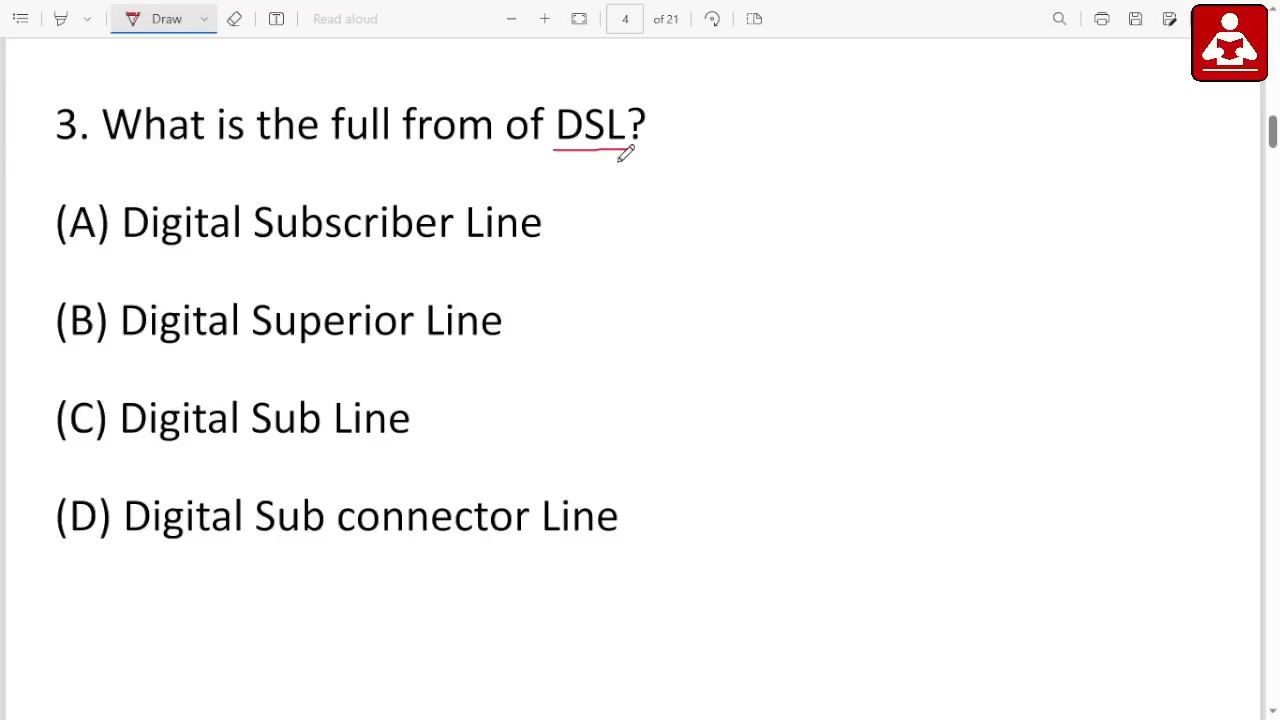 Draw
Read aloud
4 of 21
3. What is the full from of DSL?
(A) Digital Subscriber Line
(B) Digital Superior Line
(C) Digital Sub Line
(D) Digital Sub connector Line